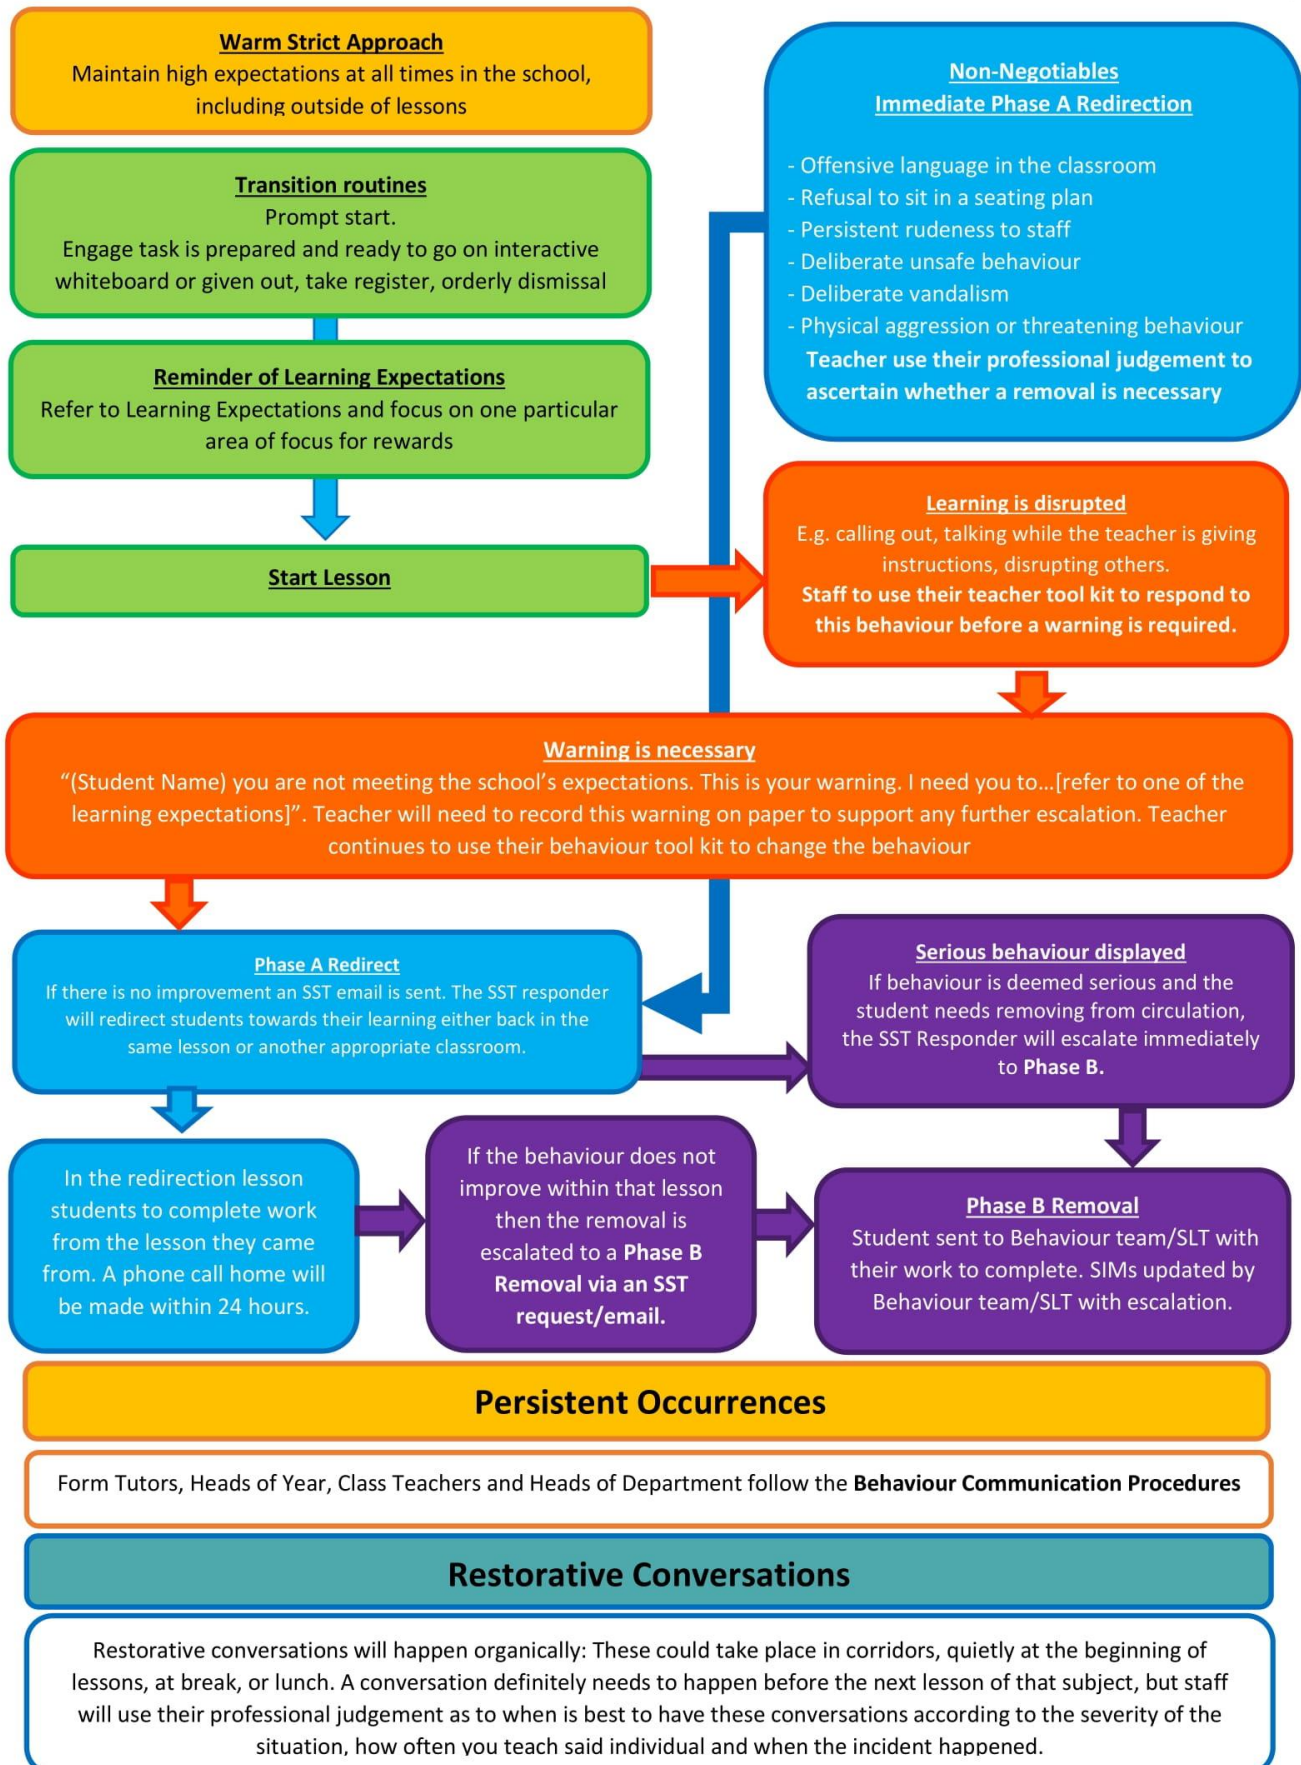 Warm Strict Approach
Maintain high expectations at all times in the school,
including outside of lessons
Transition routines
Prompt start.
Engage task is prepared and ready to go on interactive
whiteboard or given out, take register, orderly dismissal
Reminder of Learning Expectations
Refer to Learning Expectations and focus on one particular
area of focus for rewards
Start Lesson
Non-Negotiables
Immediate Phase A Redirection
- Offensive language in the classroom
- Refusal to sit in a seating plan
- Persistent rudeness to staff
- Deliberate unsafe behaviour
- Deliberate vandalism
- Physical aggression or threatening behaviour
Teacher use their professional judgement to
ascertain whether a removal is necessary
Learning is disrupted
E.g. calling out, talking while the teacher is giving
instructions, disrupting others.
Staff to use their teacher tool kit to respond to
this behaviour before a warning is required.
Warning is necessary
“(Student Name) you are not meeting the school’s expectations. This is your warning. I need you to…[refer to one of the
learning expectations]”. Teacher will need to record this warning on paper to support any further escalation. Teacher
continues to use their behaviour tool kit to change the behaviour
Phase A Redirect
If there is no improvement an SST email is sent. The SST responder
will redirect students towards their learning either back in the
same lesson or another appropriate classroom.
Serious behaviour displayed
If behaviour is deemed serious and the
student needs removing from circulation,
the SST Responder will escalate immediately
to Phase B.
In the redirection lesson
students to complete work
from the lesson they came
from. A phone call home will
be made within 24 hours.
If the behaviour does not
improve within that lesson
then the removal is
escalated to a Phase B
Removal via an SST
request/email.
Phase B Removal
Student sent to Behaviour team/SLT with
their work to complete. SIMs updated by
Behaviour team/SLT with escalation.
Persistent Occurrences
Form Tutors, Heads of Year, Class Teachers and Heads of Department follow the Behaviour Communication Procedures
Restorative Conversations
Restorative conversations will happen organically: These could take place in corridors, quietly at the beginning of
lessons, at break, or lunch. A conversation definitely needs to happen before the next lesson of that subject, but staff
will use their professional judgement as to when is best to have these conversations according to the severity of the
situation, how often you teach said individual and when the incident happened.